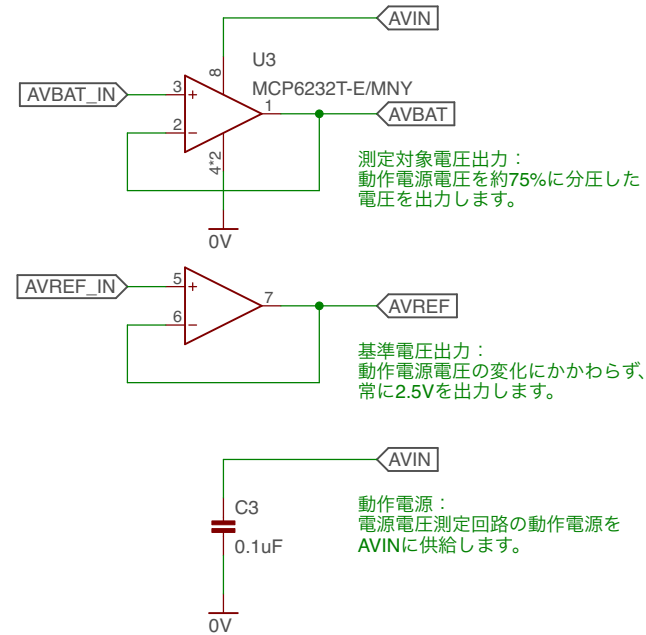 AVIN
U3
8
MCP6232T-E/MNY
AVBAT_IN
3
+
1
AVBAT
2
−
4*2
測定対象電圧出力：
動作電源電圧を約75%に分圧した
電圧を出力します。
0V
AVREF_IN
5
+
7
AVREF
6
−
基準電圧出力：
動作電源電圧の変化にかかわらず、
常に2.5Vを出力します。
AVIN
C3
0.1uF
動作電源：
電源電圧測定回路の動作電源を
AVINに供給します。
0V